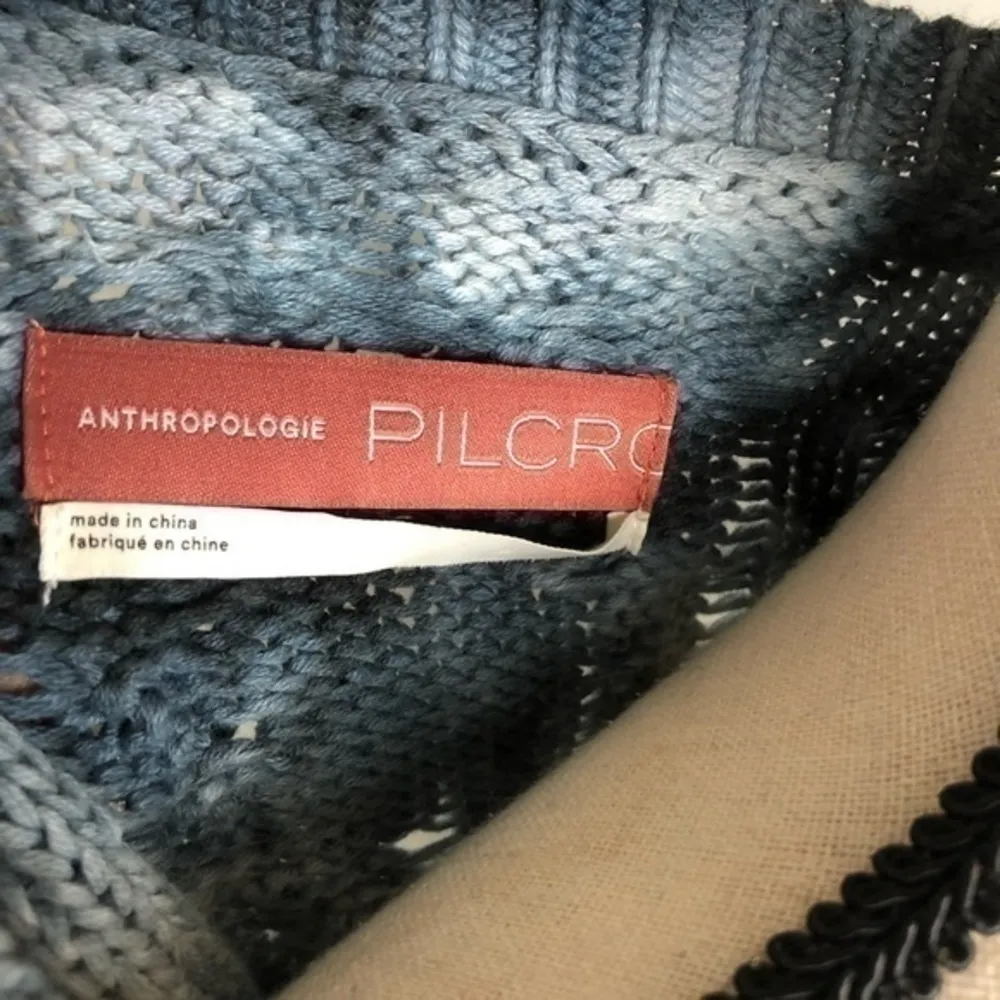 ANTHROPOLOGIE PILCRO
made in china
fabriqué en chine